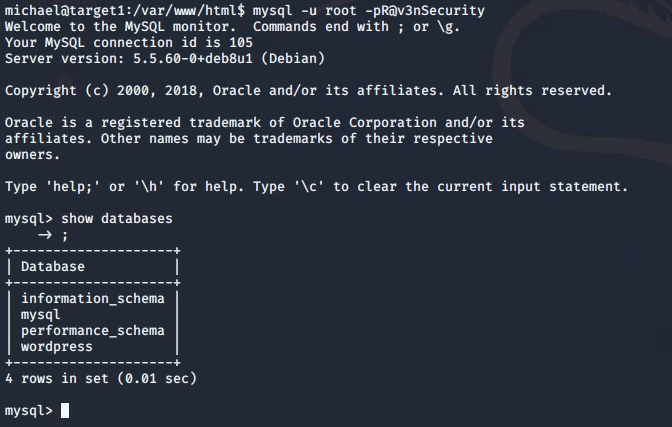 michael@target1:/var/www/html$ mysql -u root -pR@v3nSecurity
Welcome to the MySQL monitor.  Commands end with ; or \g.
Your MySQL connection id is 105
Server version: 5.5.60-0+deb8u1 (Debian)

Copyright (c) 2000, 2018, Oracle and/or its affiliates. All rights reserved.

Oracle is a registered trademark of Oracle Corporation and/or its
affiliates. Other names may be trademarks of their respective
owners.

Type 'help;' or '\h' for help. Type '\c' to clear the current input statement.

mysql> show databases
    → ;
+--------------------+
| Database           |
+--------------------+
| information_schema |
| mysql              |
| performance_schema |
| wordpress          |
+--------------------+
4 rows in set (0.01 sec)

mysql>